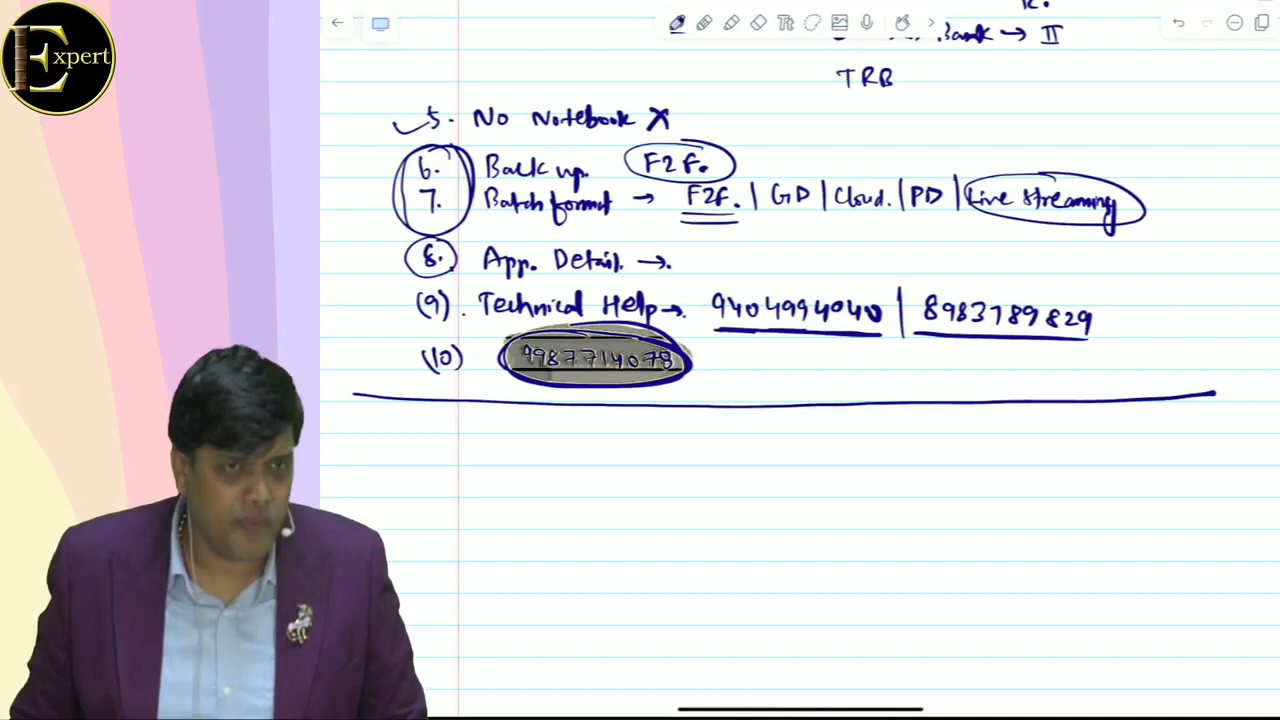 Expert
Bank → II
TRB
5. No Notebook X
6. Back up. F2F.
7. Batch format → F2F. | GD | Cloud. | PD | Live Streaming
8. App. Detail. →.
(9). Technical Help →. 9404994040 | 8983789829
(10) 9987714078